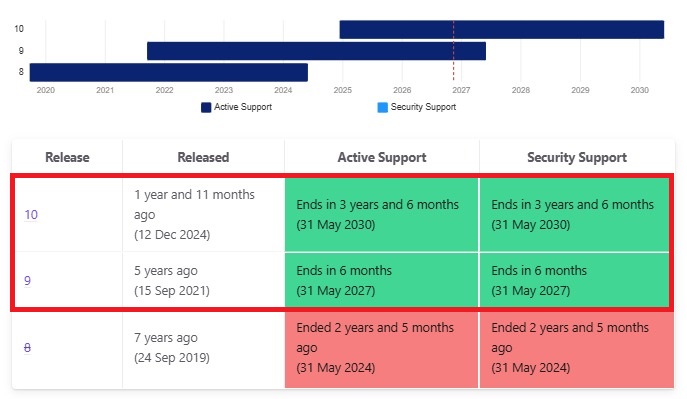 10
9
8
2020 2021 2022 2023 2024 2025 2026 2027 2028 2029 2030
Active Support Security Support
Release Released Active Support Security Support
10
1 year and 11 months
ago
(12 Dec 2024)
Ends in 3 years and 6 months
(31 May 2030)
Ends in 3 years and 6 months
(31 May 2030)
9
5 years ago
(15 Sep 2021)
Ends in 6 months
(31 May 2027)
Ends in 6 months
(31 May 2027)
8
7 years ago
(24 Sep 2019)
Ended 2 years and 5 months
ago
(31 May 2024)
Ended 2 years and 5 months
ago
(31 May 2024)